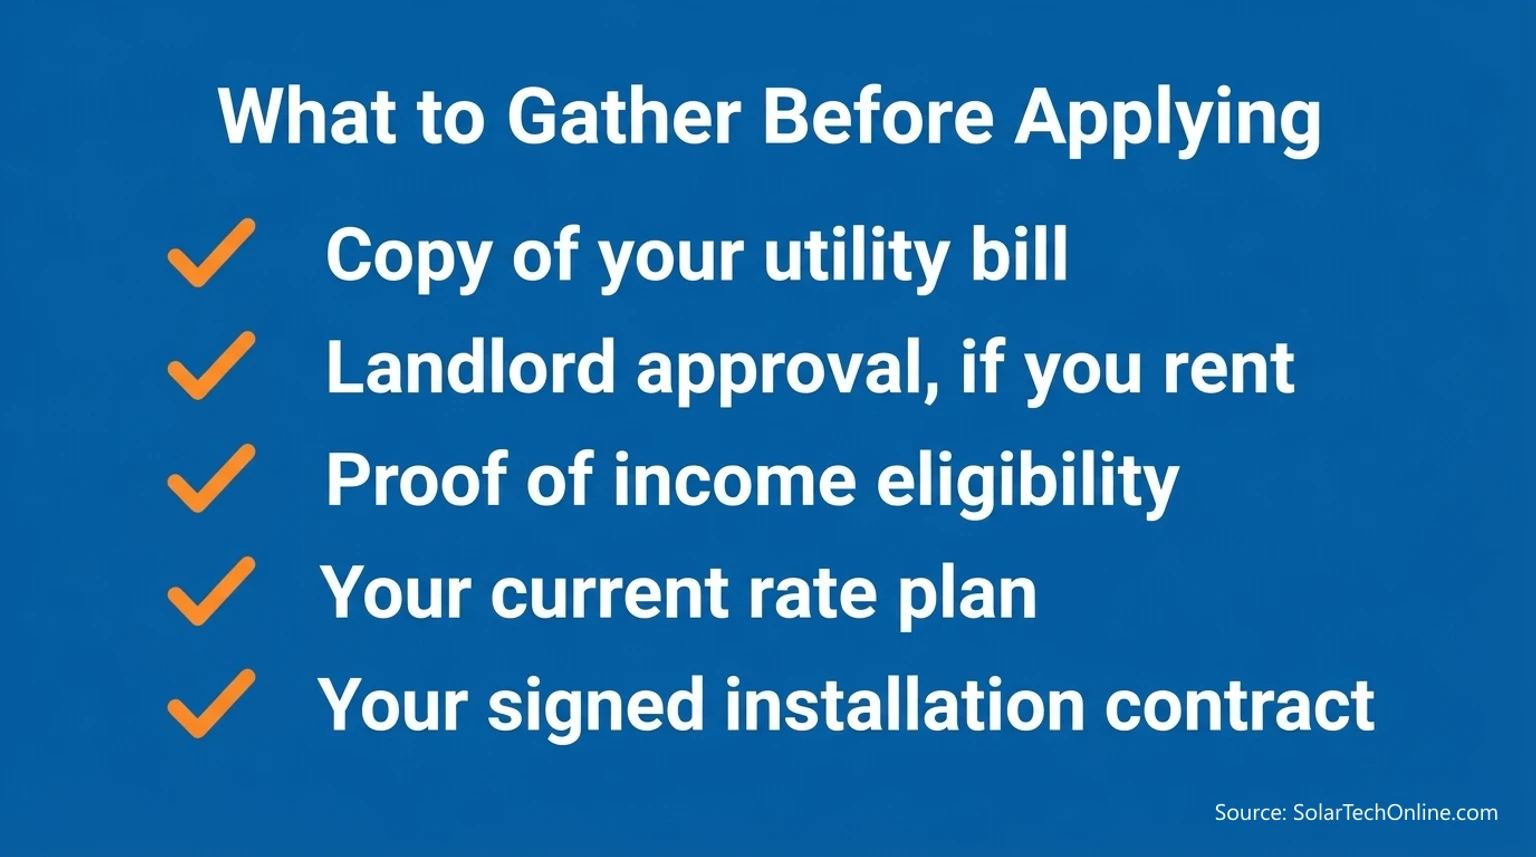 What to Gather Before Applying
Copy of your utility bill
Landlord approval, if you rent
Proof of income eligibility
Your current rate plan
Your signed installation contract
Source: SolarTechOnline.com